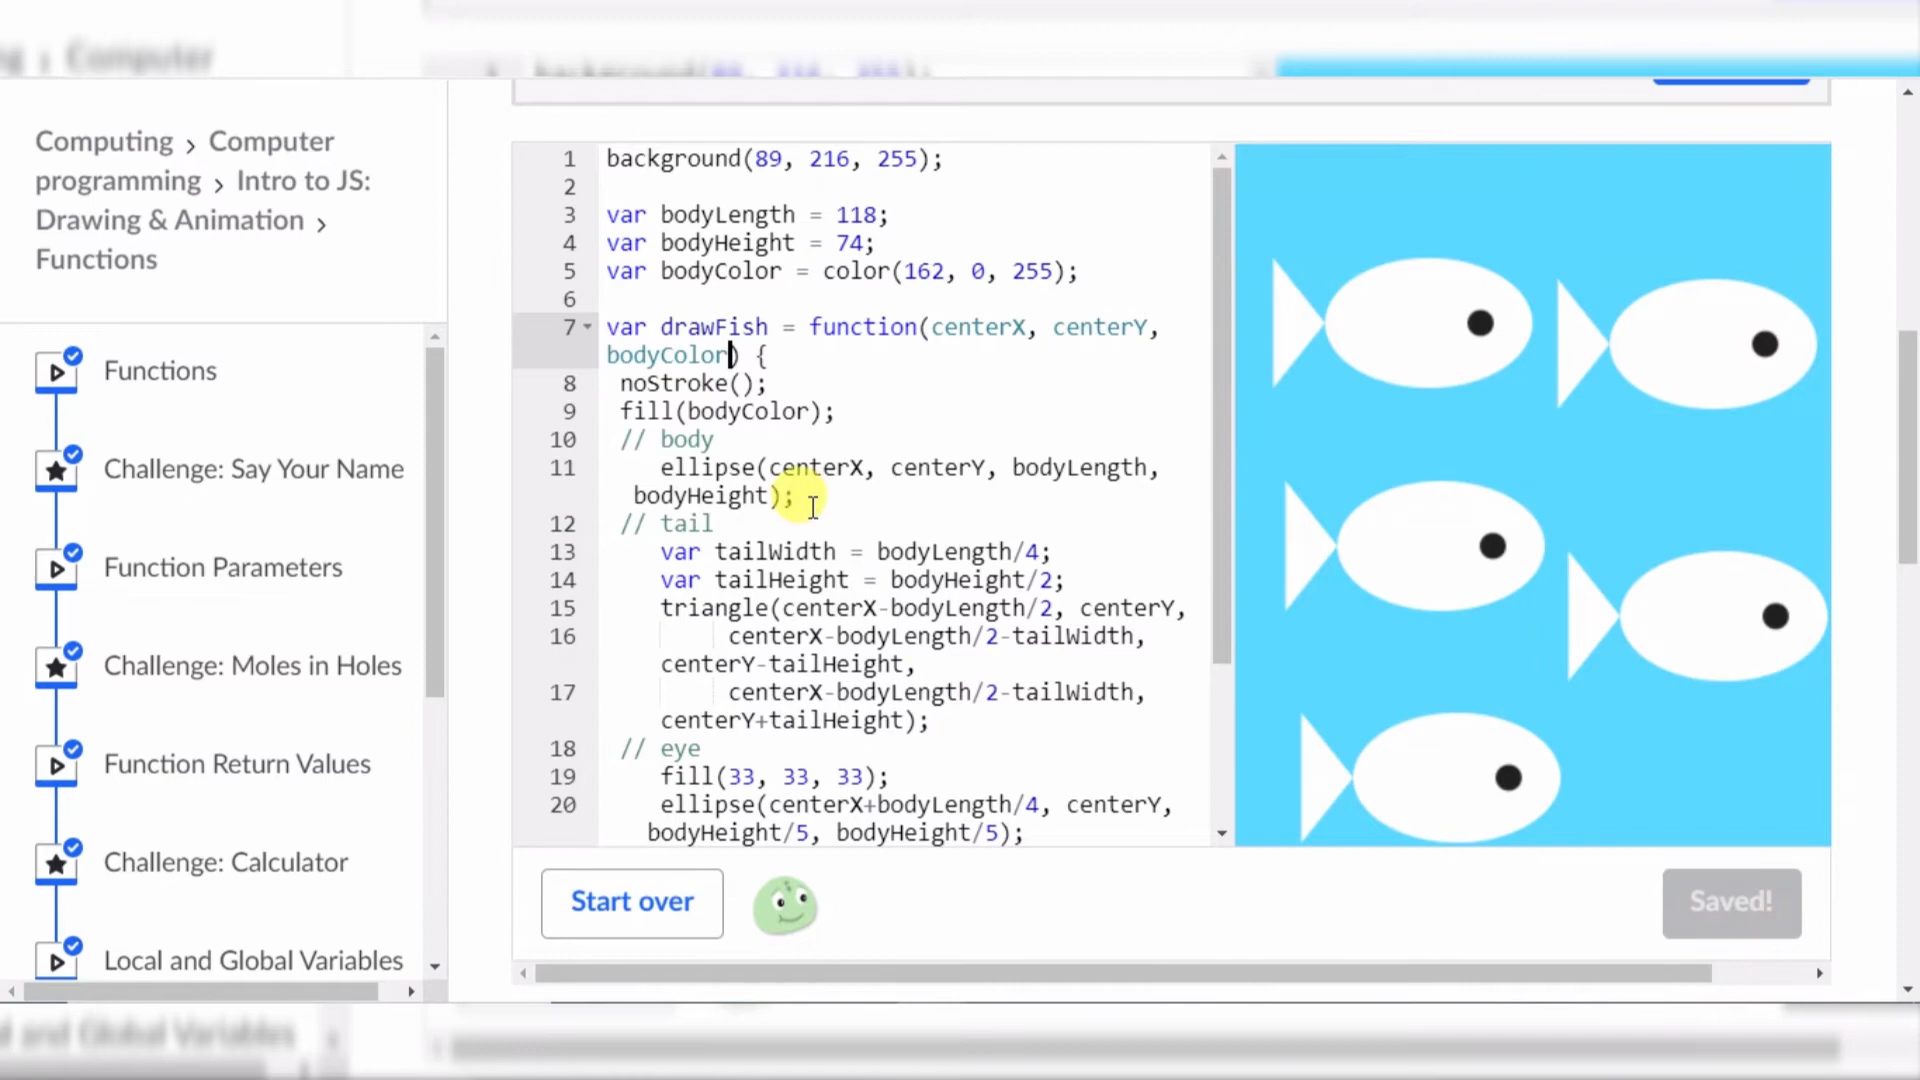 Computer
Computing > Computer
programming > Intro to JS:
Drawing & Animation >
Functions
Functions
Challenge: Say Your Name
Function Parameters
Challenge: Moles in Holes
Function Return Values
Challenge: Calculator
Local and Global Variables
1 background(89, 216, 255);
2
3 var bodyLength = 118;
4 var bodyHeight = 74;
5 var bodyColor = color(162, 0, 255);
6
7 var drawFish = function(centerX, centerY,
bodyColor) {
8 noStroke();
9 fill(bodyColor);
10 // body
11 ellipse(centerX, centerY, bodyLength,
bodyHeight);
12 // tail
13 var tailWidth = bodyLength/4;
14 var tailHeight = bodyHeight/2;
15 triangle(centerX-bodyLength/2, centerY,
16 centerX-bodyLength/2-tailWidth,
centerY-tailHeight,
17 centerX-bodyLength/2-tailWidth,
centerY+tailHeight);
18 // eye
19 fill(33, 33, 33);
20 ellipse(centerX+bodyLength/4, centerY,
bodyHeight/5, bodyHeight/5);
Start over
Saved!
and Global Variables